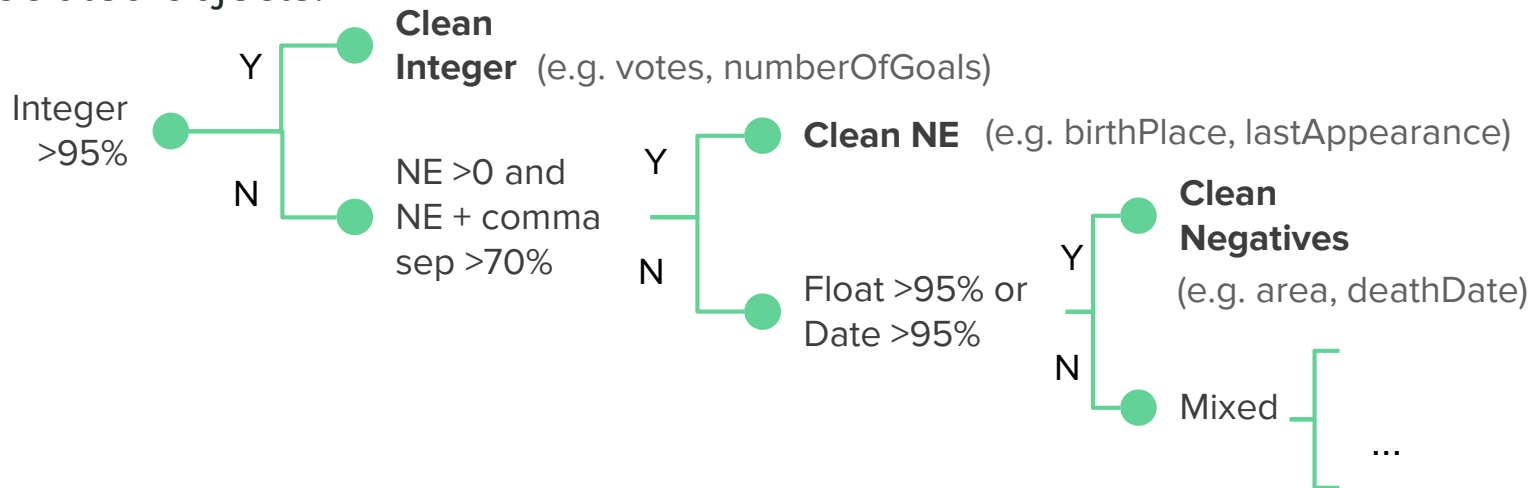 Clean
Integer (e.g. votes, numberOfGoals)
Y
Integer
>95%
N
NE >0 and
NE + comma
sep >70%
Y
Clean NE (e.g. birthPlace, lastAppearance)
N
Float >95% or
Date >95%
Y
Clean
Negatives
(e.g. area, deathDate)
N
Mixed
...